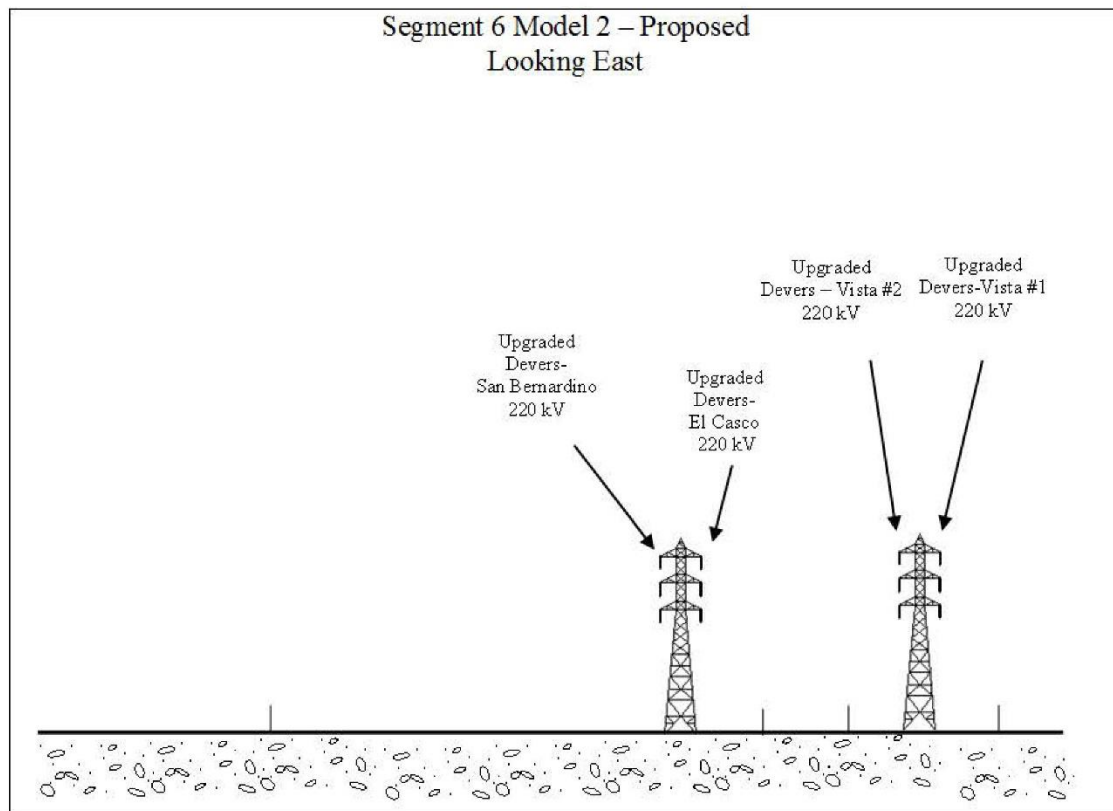 Segment 6 Model 2 – Proposed
Looking East
Upgraded
Devers – Vista #2
220 kV
Upgraded
Devers-Vista #1
220 kV
Upgraded
Devers-
San Bernardino
220 kV
Upgraded
Devers-
El Casco
220 kV